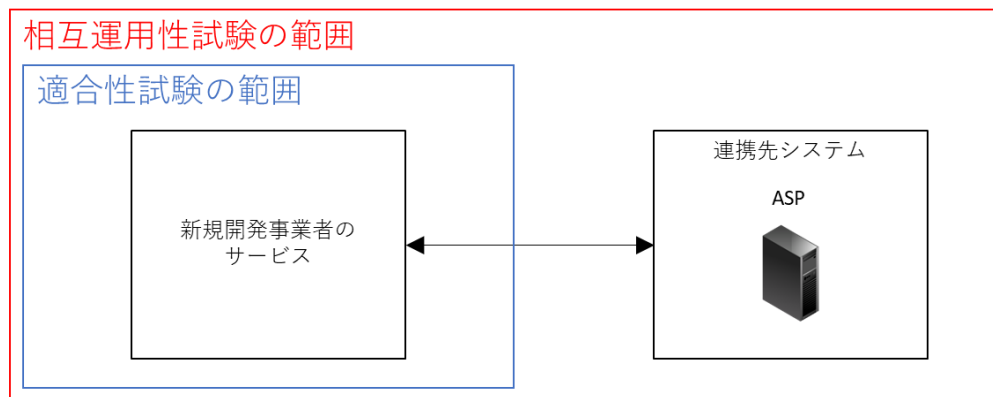 相互運用性試験の範囲
適合性試験の範囲
新規開発事業者の
サービス
連携先システム
ASP